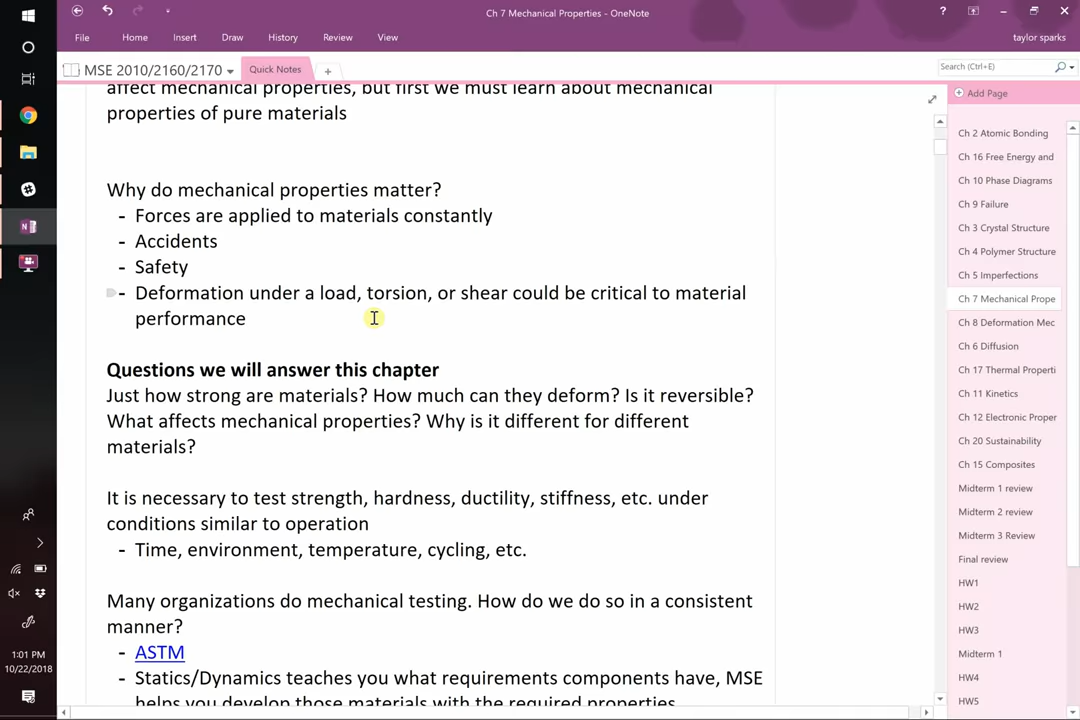 Ch 7 Mechanical Properties - OneNote
?
File
Home
Insert
Draw
History
Review
View
taylor sparks
MSE 2010/2160/2170
Quick Notes
+
Search (Ctrl+E)
affect mechanical properties, but first we must learn about mechanical
properties of pure materials
Why do mechanical properties matter?
- Forces are applied to materials constantly
- Accidents
- Safety
- Deformation under a load, torsion, or shear could be critical to material
performance
Questions we will answer this chapter
Just how strong are materials? How much can they deform? Is it reversible?
What affects mechanical properties? Why is it different for different
materials?
It is necessary to test strength, hardness, ductility, stiffness, etc. under
conditions similar to operation
- Time, environment, temperature, cycling, etc.
Many organizations do mechanical testing. How do we do so in a consistent
manner?
- ASTM
- Statics/Dynamics teaches you what requirements components have, MSE
helps you develop those materials with the required properties
Add Page
Ch 2 Atomic Bonding
Ch 16 Free Energy and
Ch 10 Phase Diagrams
Ch 9 Failure
Ch 3 Crystal Structure
Ch 4 Polymer Structure
Ch 5 Imperfections
Ch 7 Mechanical Prope
Ch 8 Deformation Mec
Ch 6 Diffusion
Ch 17 Thermal Properti
Ch 11 Kinetics
Ch 12 Electronic Proper
Ch 20 Sustainability
Ch 15 Composites
Midterm 1 review
Midterm 2 review
Midterm 3 Review
Final review
HW1
HW2
HW3
Midterm 1
HW4
HW5
1:01 PM
10/22/2018